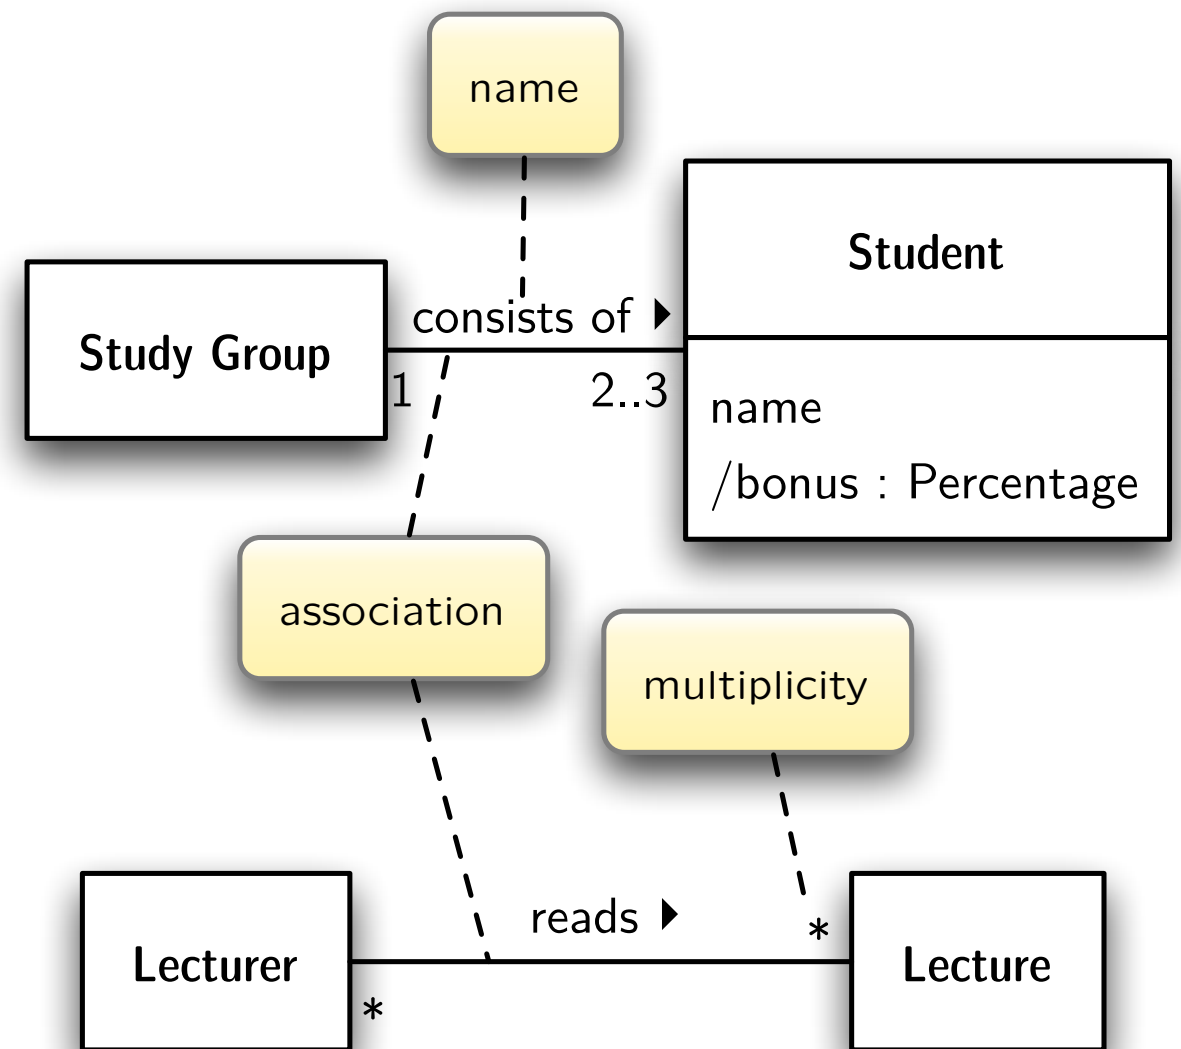 name
Student
consists of ▶
Study Group
1
2..3
name
/bonus : Percentage
association
multiplicity
reads ▶
*
Lecturer
Lecture
*